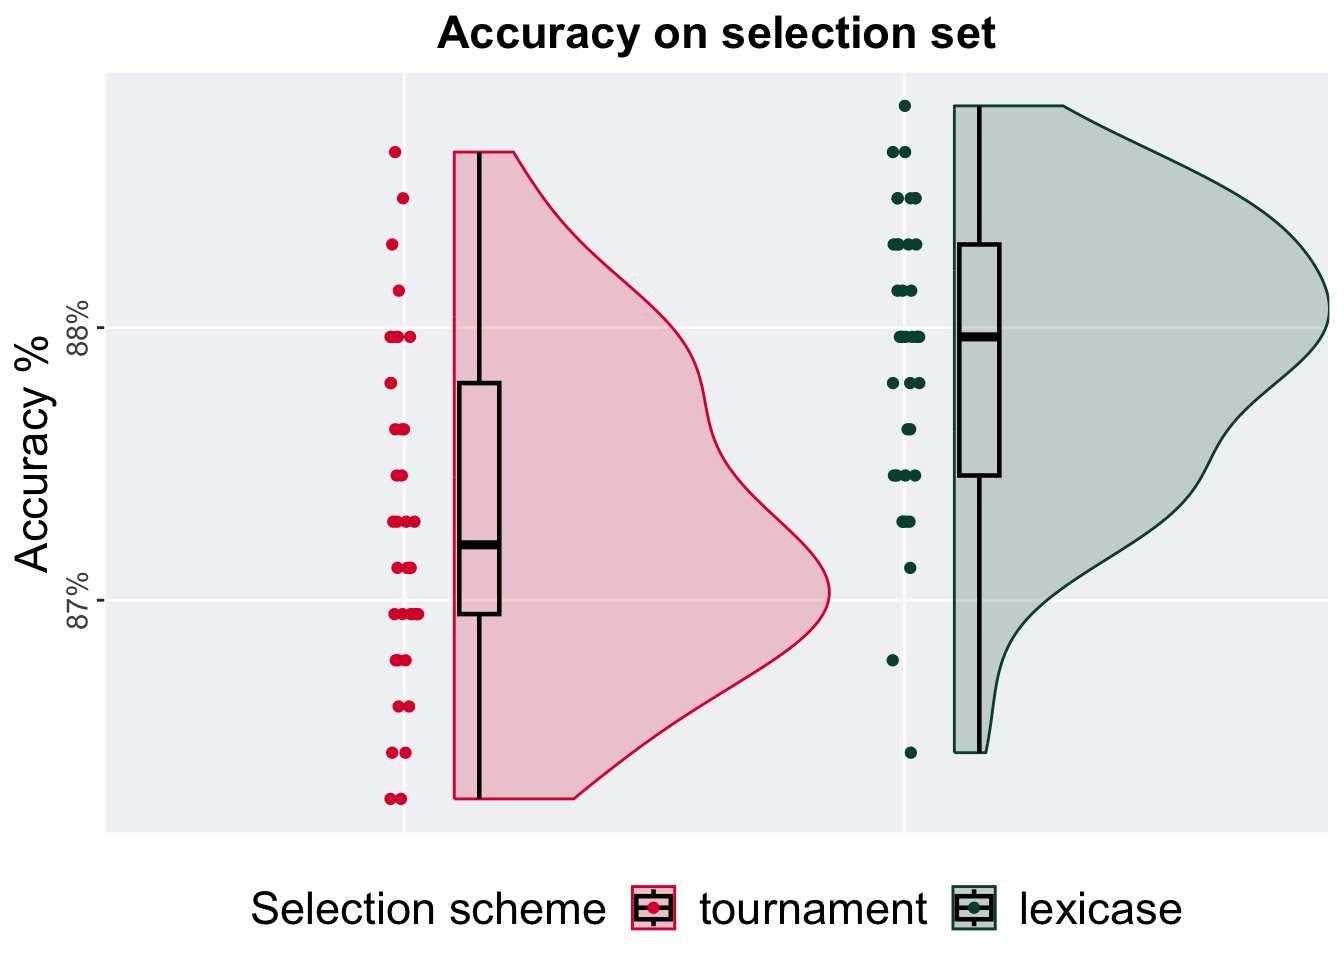 Accuracy on selection set
Accuracy %
88%
87%
Selection scheme tournament lexicase